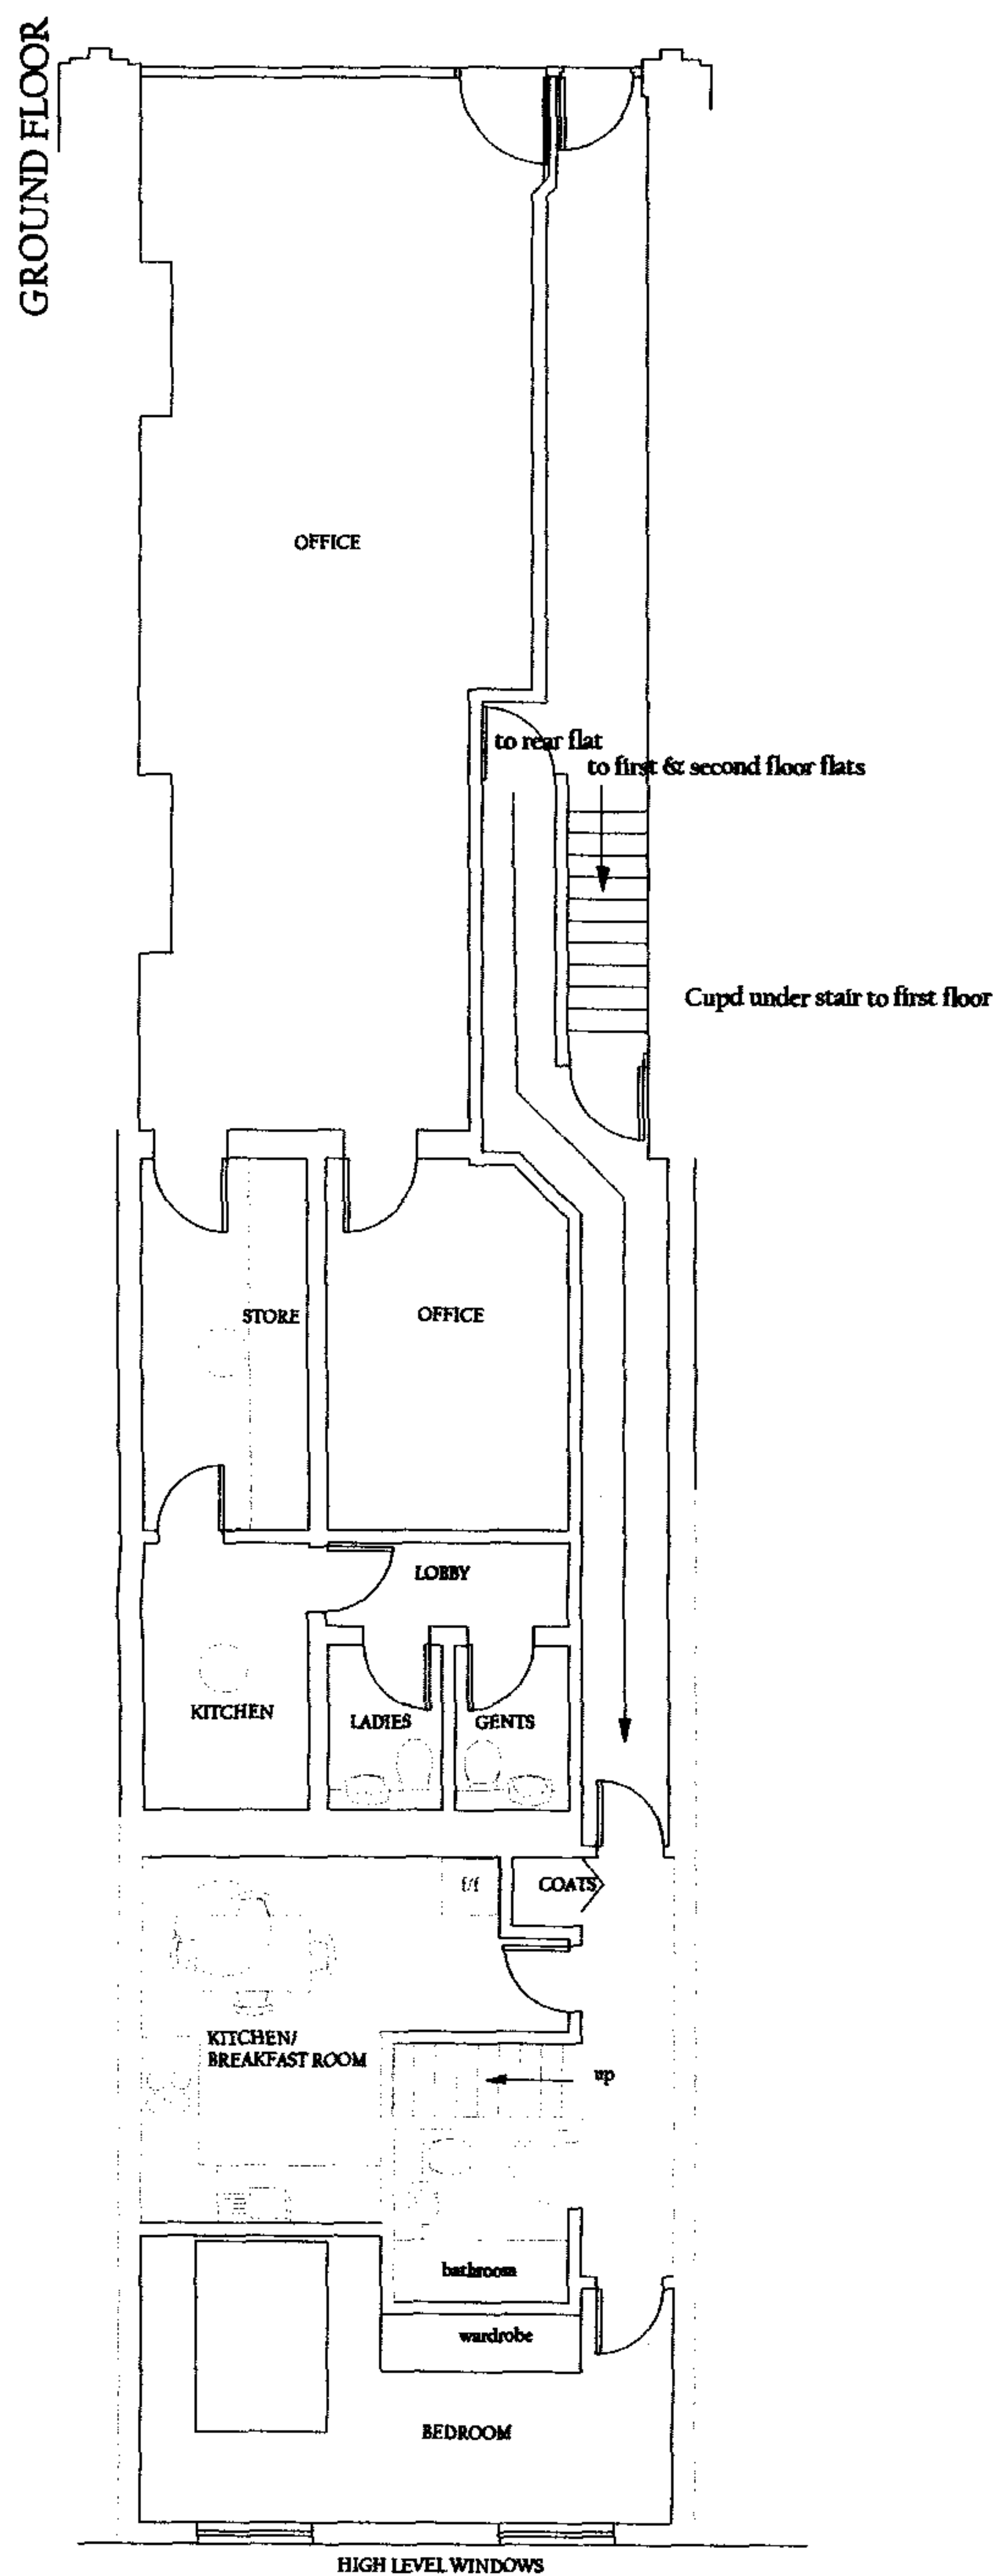 GROUND FLOOR
OFFICE
to rear flat
to first & second floor flats
Cupd under stair to first floor
STORE
OFFICE
LOBBY
KITCHEN
LADIES
GENTS
f/f
COATS
KITCHEN/
BREAKFAST ROOM
up
bathroom
wardrobe
BEDROOM
HIGH LEVEL WINDOWS